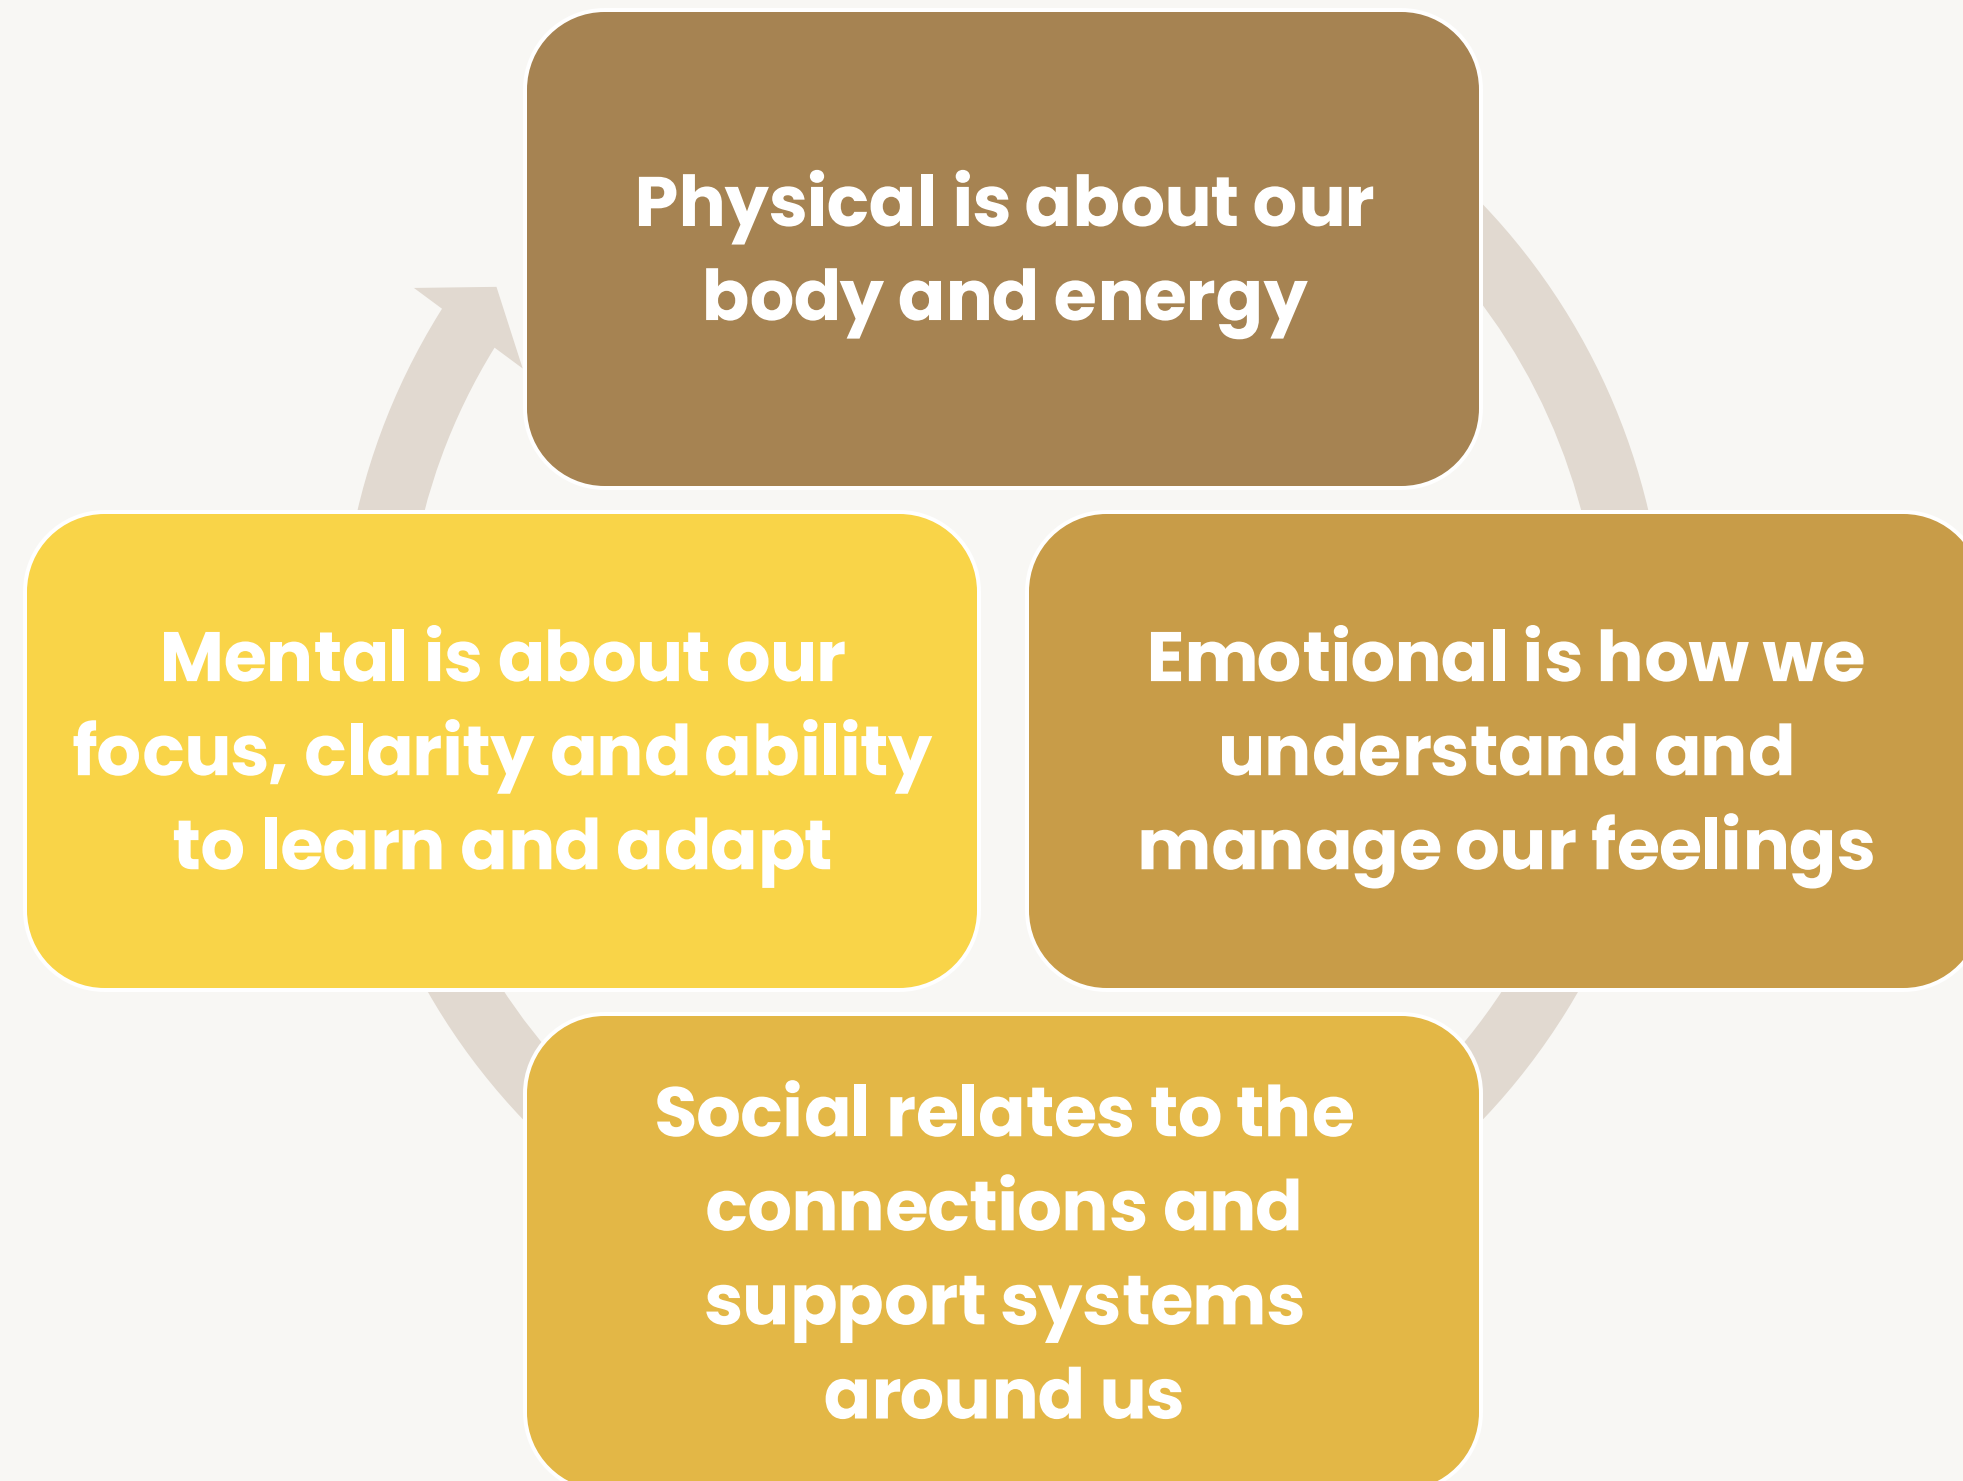 Physical is about our
body and energy
Mental is about our
focus, clarity and ability
to learn and adapt
Emotional is how we
understand and
manage our feelings
Social relates to the
connections and
support systems
around us